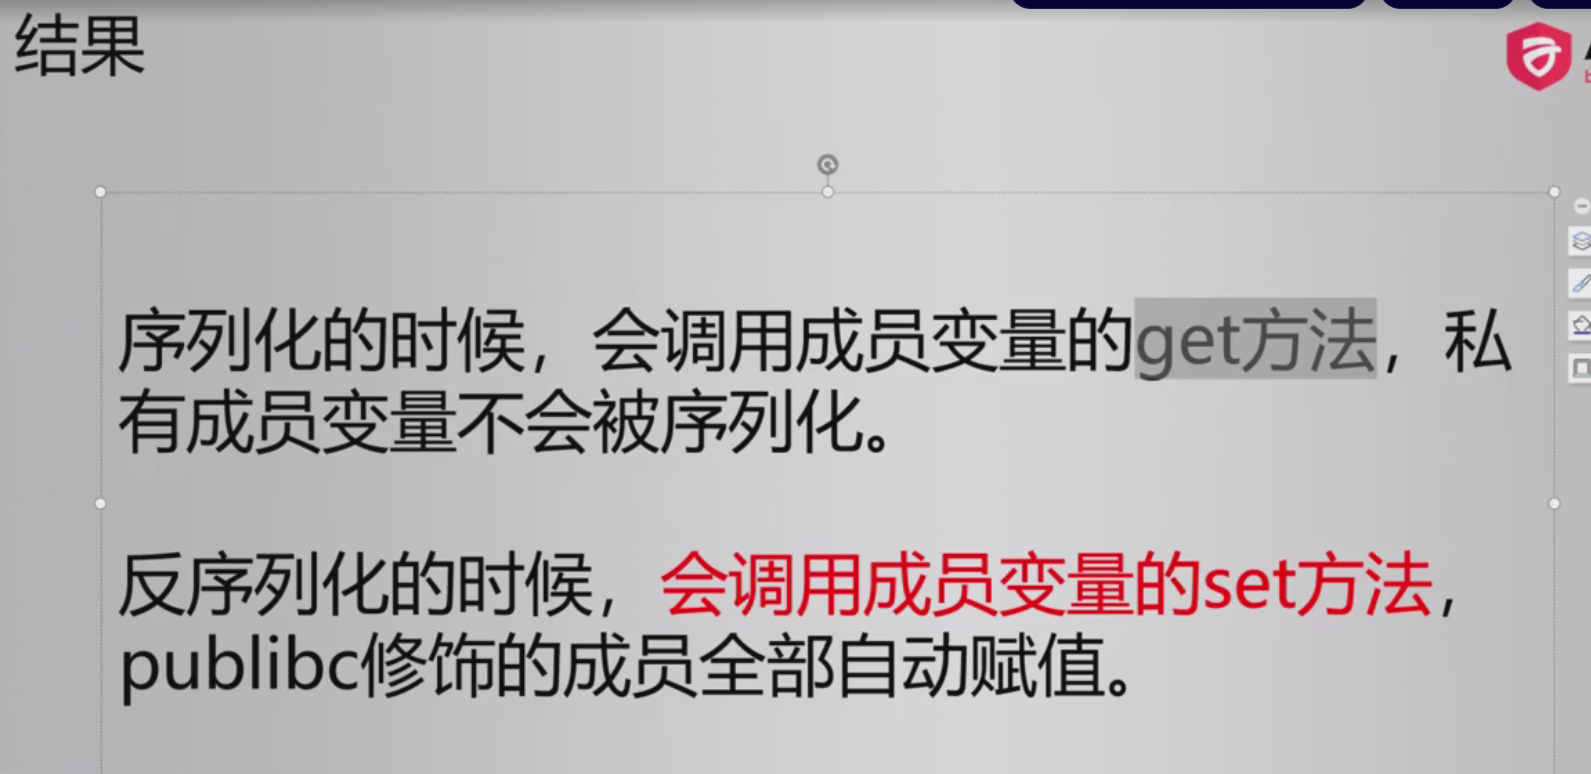 结果
序列化的时候，会调用成员变量的get方法，私
有成员变量不会被序列化。
反序列化的时候，会调用成员变量的set方法，
publibc修饰的成员全部自动赋值。